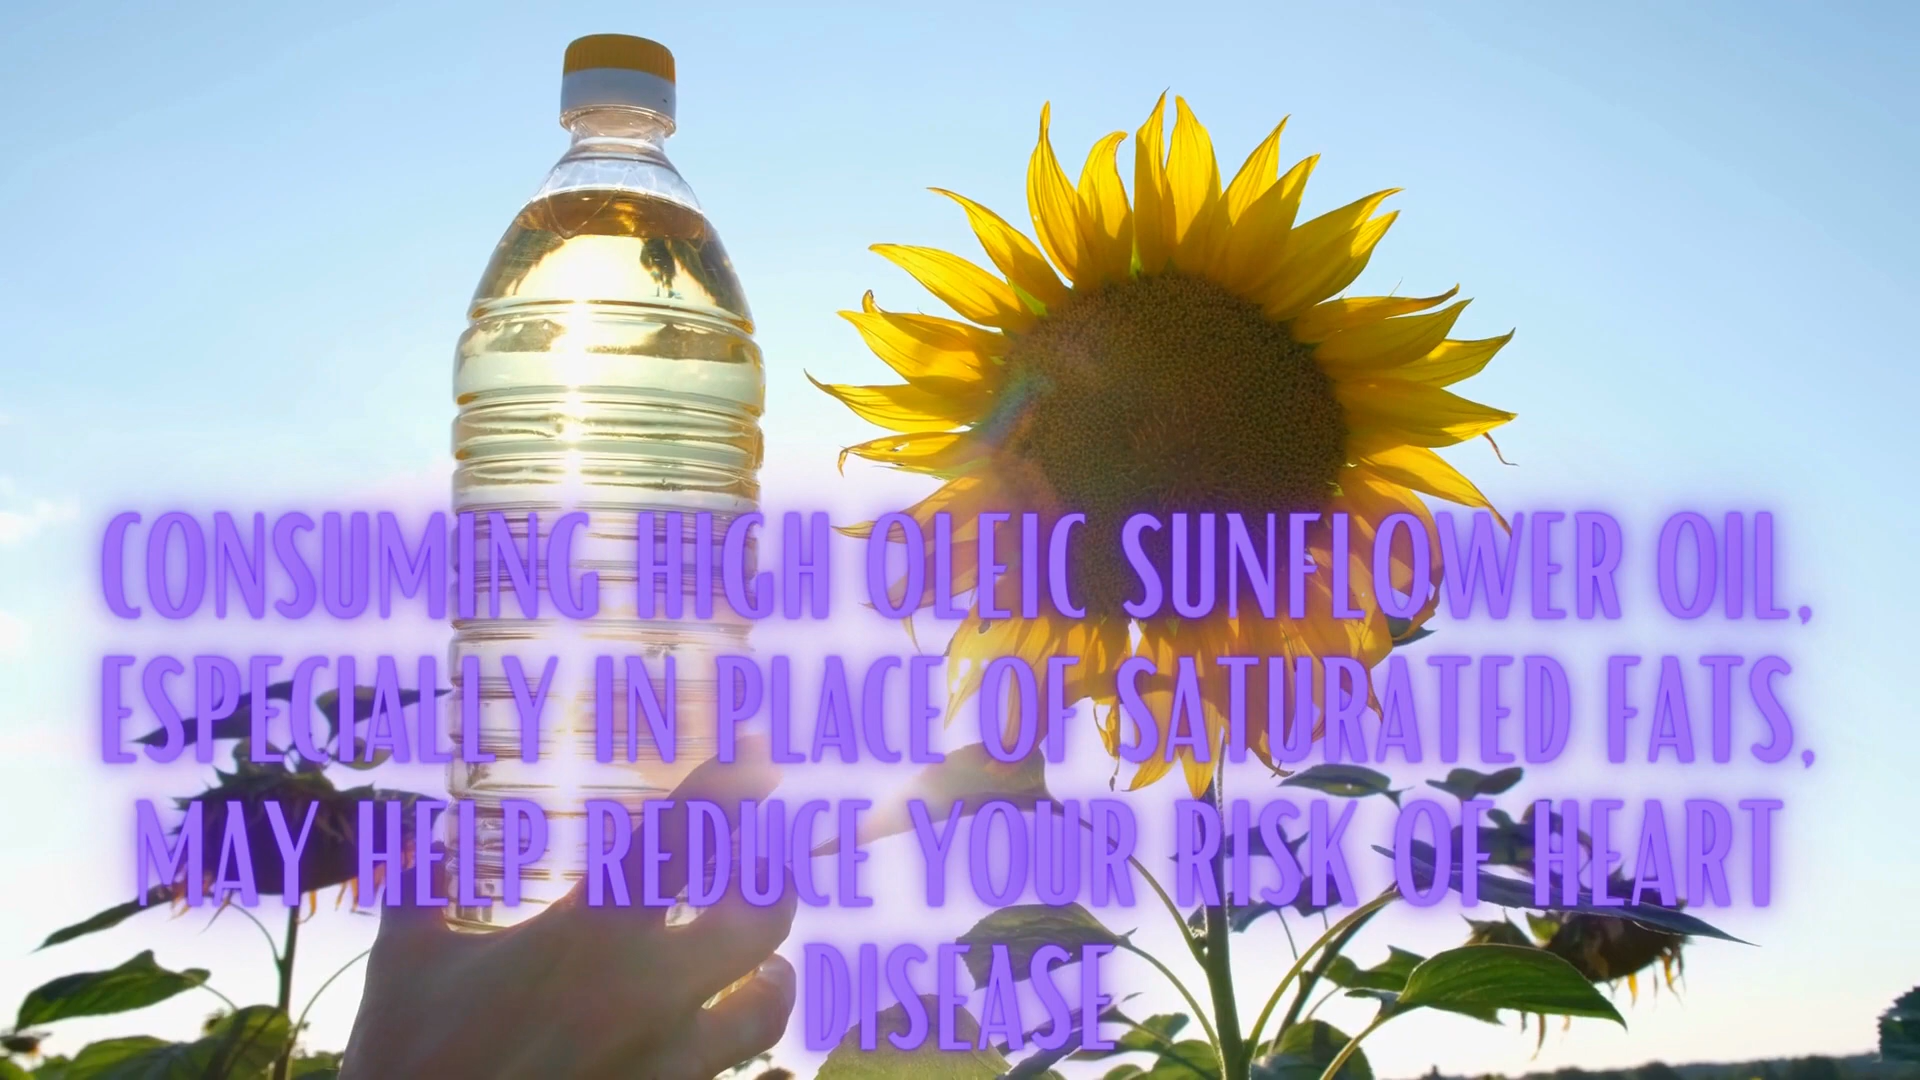 CONSUMING HIGH OLEIC SUNFLOWER OIL,
ESPECIALLY IN PLACE OF SATURATED FATS,
MAY HELP REDUCE YOUR RISK OF HEART
DISEASE